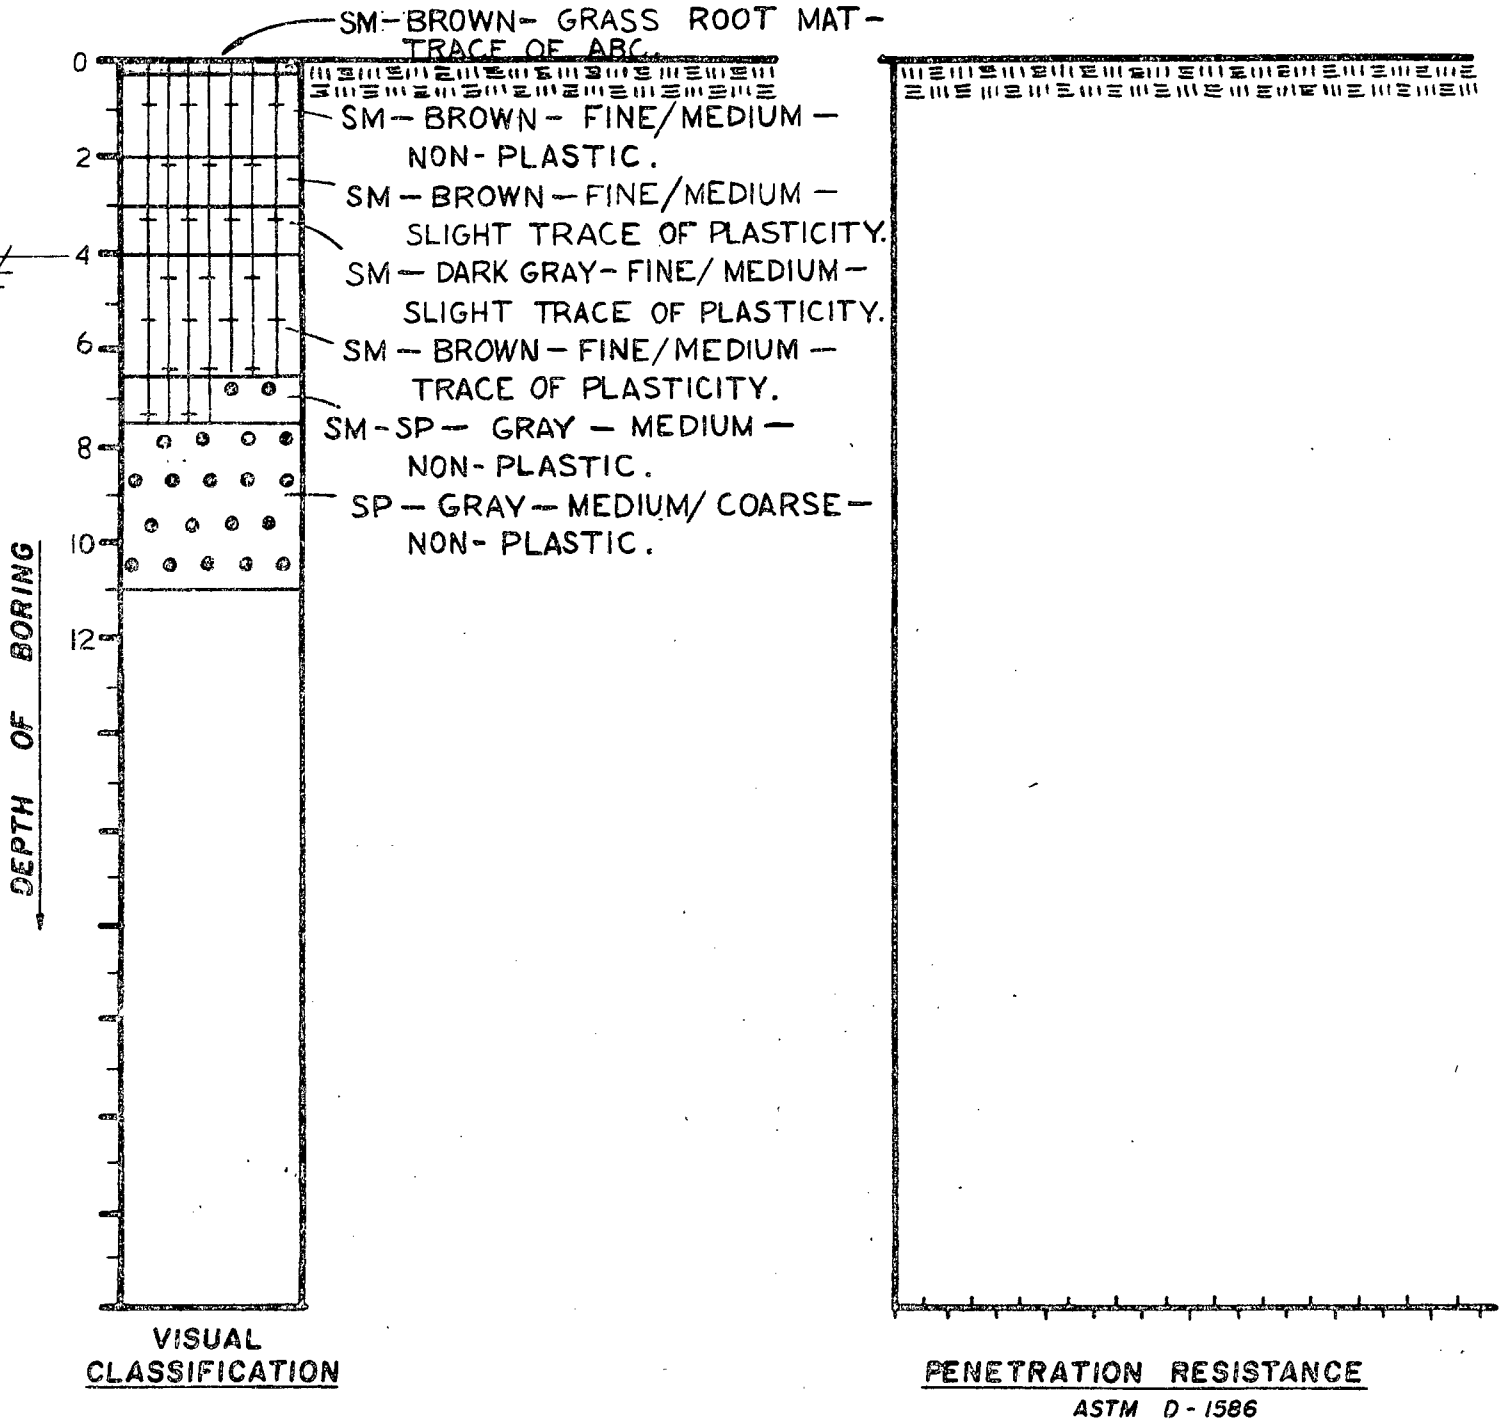 SM-BROWN- GRASS ROOT MAT-
TRACE OF ABC.
0
SM-BROWN- FINE/MEDIUM-
NON-PLASTIC.
2
SM-BROWN-FINE/MEDIUM-
SLIGHT TRACE OF PLASTICITY.
4
SM-DARK GRAY-FINE/MEDIUM-
SLIGHT TRACE OF PLASTICITY.
6
SM-BROWN-FINE/MEDIUM-
TRACE OF PLASTICITY.
SM-SP- GRAY - MEDIUM-
8
NON-PLASTIC.
SP-GRAY-MEDIUM/COARSE-
10
NON-PLASTIC.
12
DEPTH OF BORING
VISUAL
CLASSIFICATION
PENETRATION RESISTANCE
ASTM D-1586